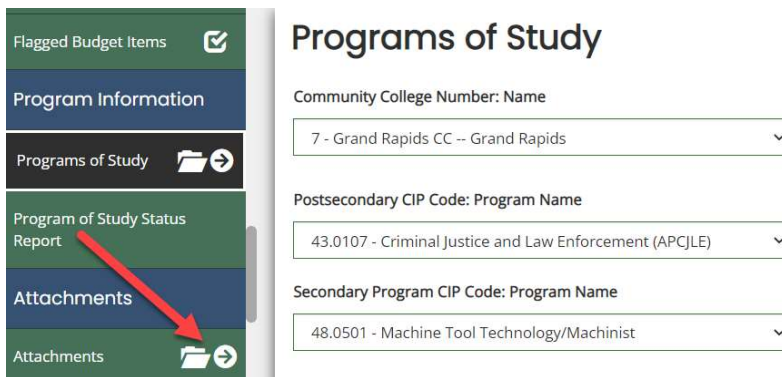 Flagged Budget Items
Program Information
Programs of Study
Program of Study Status
Report
Attachments
Attachments
Programs of Study
Community College Number: Name
7 - Grand Rapids CC -- Grand Rapids
Postsecondary CIP Code: Program Name
43.0107 - Criminal Justice and Law Enforcement (APCJLE)
Secondary Program CIP Code: Program Name
48.0501 - Machine Tool Technology/Machinist